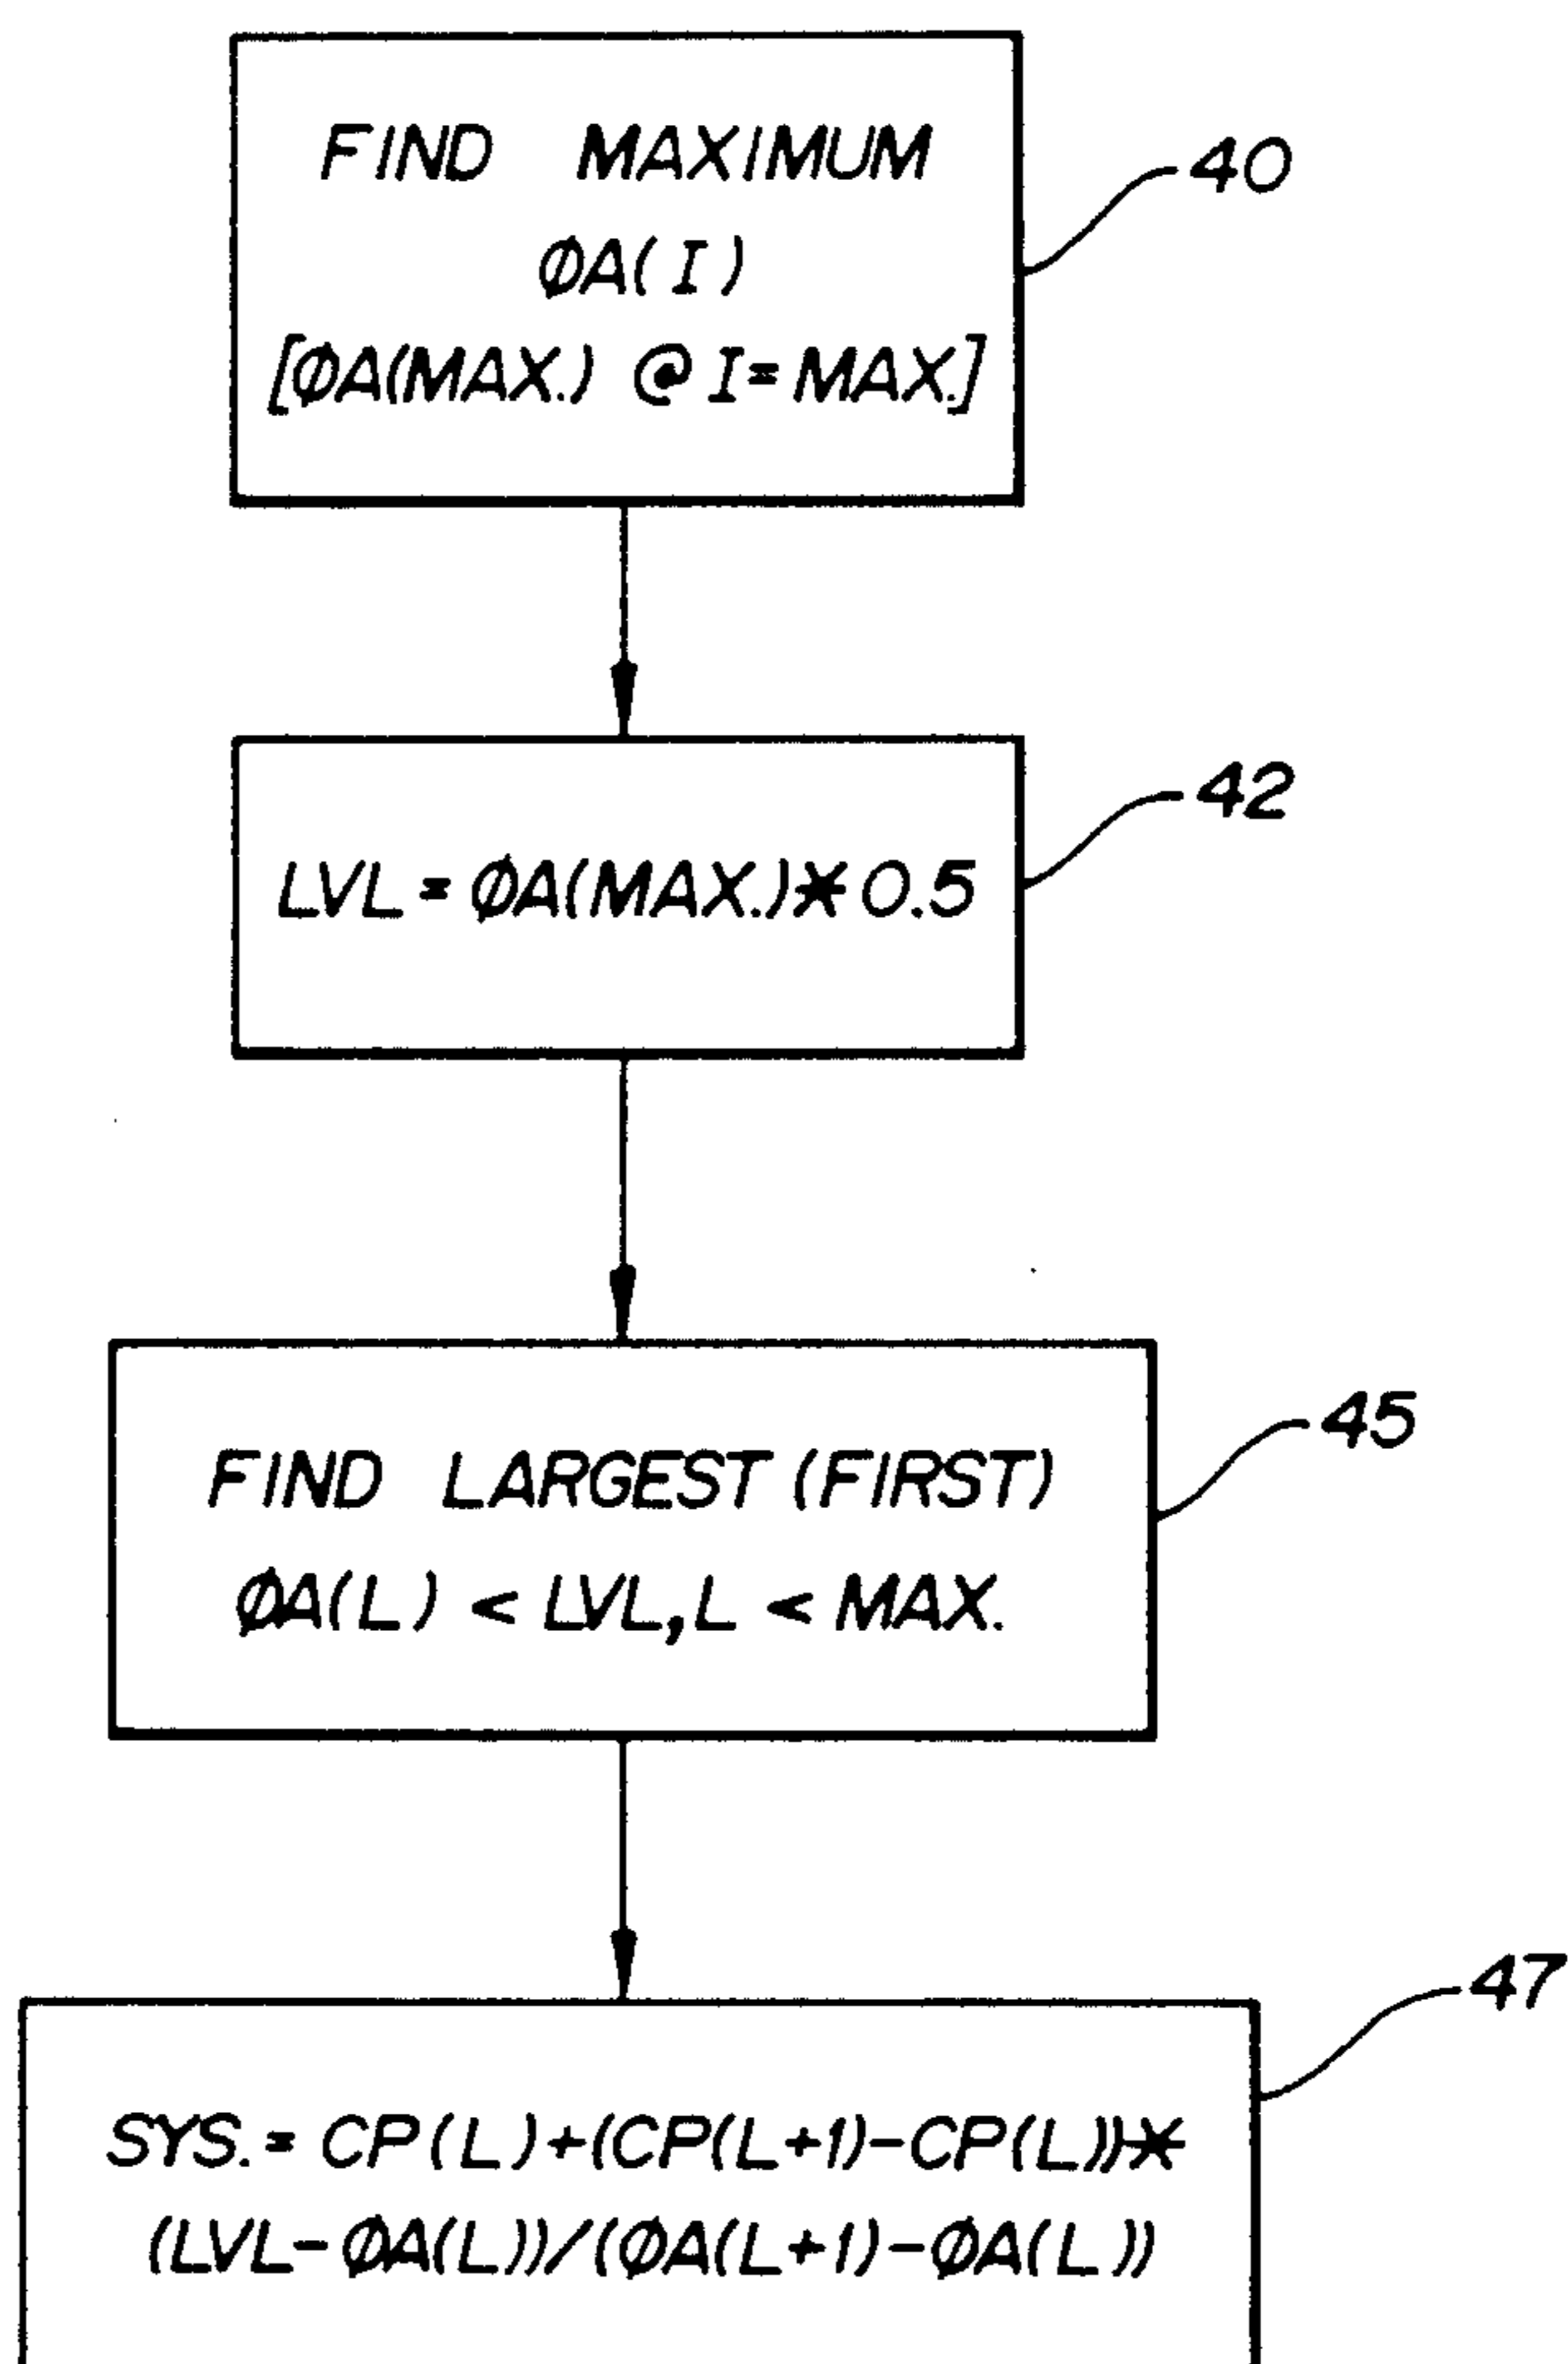 FIND MAXIMUM
ØA(I)
[ØA(MAX.) @ I=MAX.]
40
LVL = ØA(MAX.)*0.5
42
FIND LARGEST (FIRST)
ØA(L) < LVL, L < MAX.
45
SYS.= CP(L)+(CP(L+1)-CP(L))*
(LVL-ØA(L))/(ØA(L+1)-ØA(L))
47